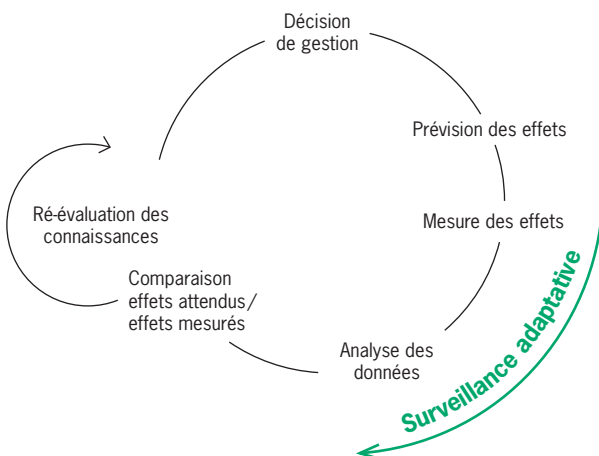 Décision
de gestion
Prévision des effets
Mesure des effets
Surveillance adaptative
Analyse des
données
Comparaison
effets attendus/
effets mesurés
Ré-évaluation des
connaissances